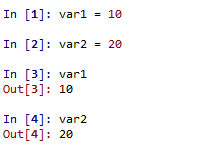 In [1]: var1 = 10
In [2]: var2 = 20
In [3]: var1
Out[3]: 10
In [4]: var2
Out[4]: 20